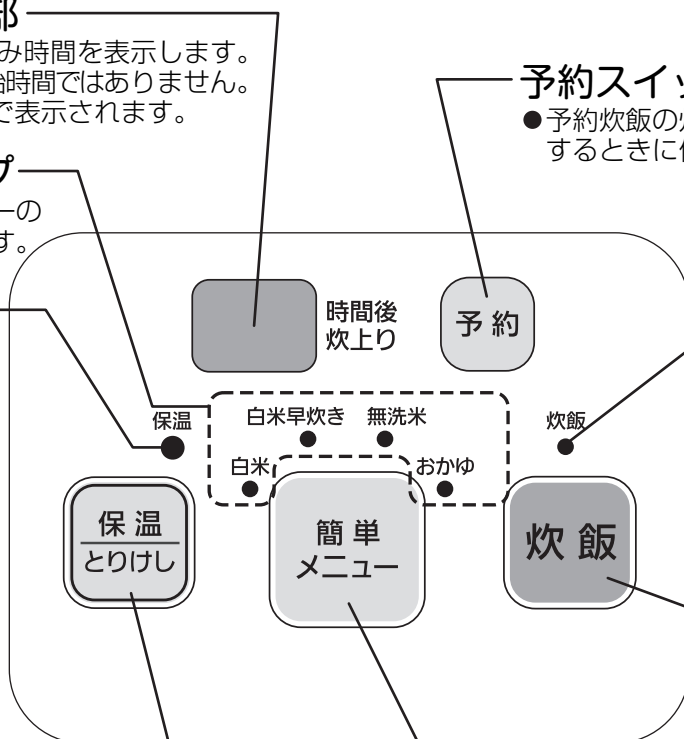 部
み時間を表示します。
始時間ではありません。
で表示されます。
予約スイッ
●予約炊飯の
するときに
プ
ーの
す。
時間後
炊上り
予約
保温
白米早炊き
無洗米
炊飯
白米
おかゆ
保温
とりけし
簡単
メニュー
炊飯